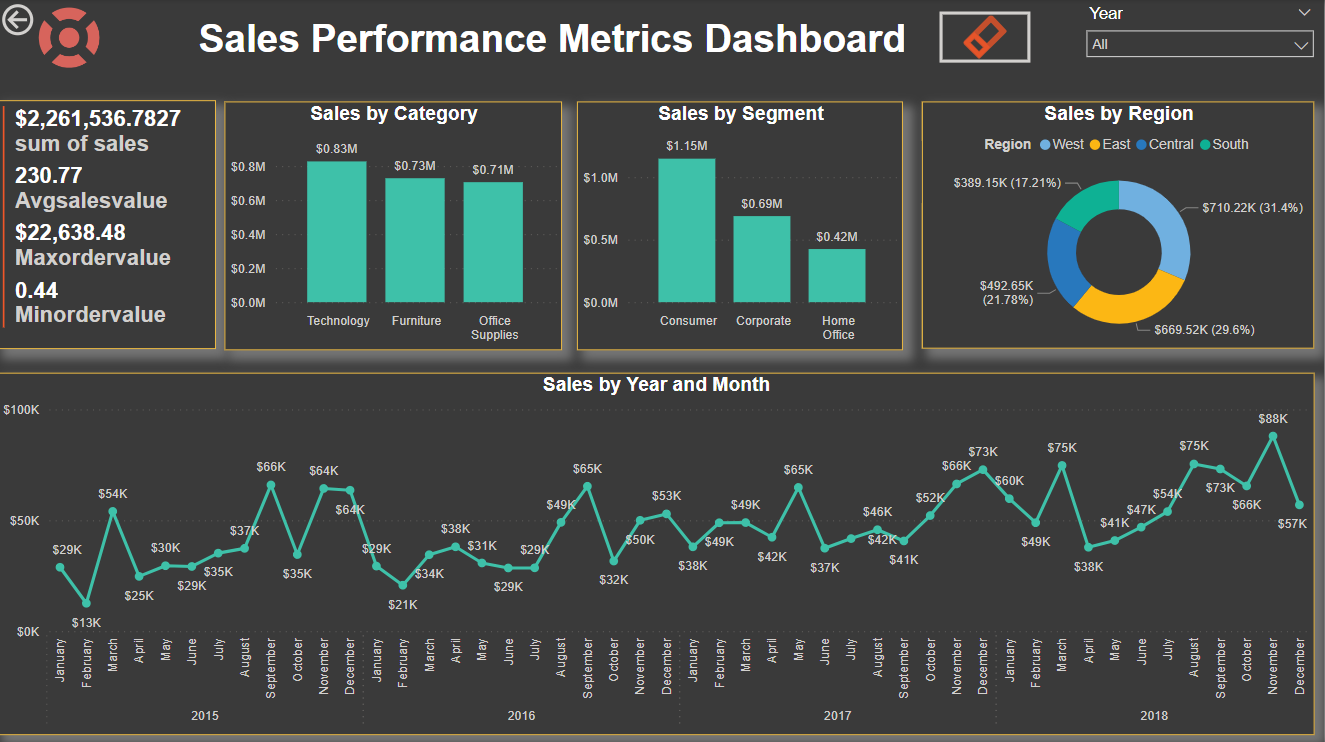 Sales Performance Metrics Dashboard
Year
All
$2,261,536.7827
sum of sales
230.77
Avgsalesvalue
$22,638.48
Maxordervalue
0.44
Minordervalue
Sales by Category
$0.8M
$0.6M
$0.4M
$0.2M
$0.0M
$0.83M
$0.73M
$0.71M
Technology
Furniture
Office
Supplies
Sales by Segment
$1.0M
$0.5M
$0.0M
$1.15M
$0.69M
$0.42M
Consumer
Corporate
Home
Office
Sales by Region
Region West East Central South
$389.15K (17.21%)
$710.22K (31.4%)
$492.65K
(21.78%)
$669.52K (29.6%)
Sales by Year and Month
$100K
$50K
$0K
$29K
$13K
$54K
$25K
$30K
$29K
$35K
$37K
$66K
$35K
$64K
$64K
$29K
$21K
$34K
$38K
$31K
$29K
$29K
$49K
$65K
$32K
$50K
$53K
$38K
$49K
$49K
$42K
$65K
$37K
$42K
$46K
$41K
$52K
$66K
$73K
$60K
$49K
$75K
$38K
$41K
$47K
$54K
$75K
$73K
$66K
$88K
$57K
January
February
March
April
May
June
July
August
September
October
November
December
January
February
March
April
May
June
July
August
September
October
November
December
January
February
March
April
May
June
July
August
September
October
November
December
January
February
March
April
May
June
July
August
September
October
November
December
2015
2016
2017
2018